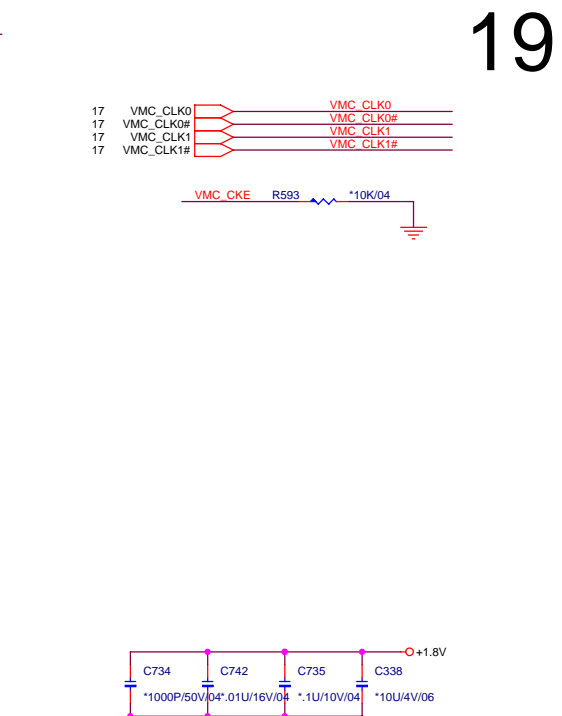 19
17 VMC_CLK0 VMC_CLK0
17 VMC_CLK0# VMC_CLK0#
17 VMC_CLK1 VMC_CLK1
17 VMC_CLK1# VMC_CLK1#
VMC_CKE R593 *10K/04
+1.8V
C734 C742 C735 C338
*1000P/50V/04 *.01U/16V/04 *.1U/10V/04 *10U/4V/06